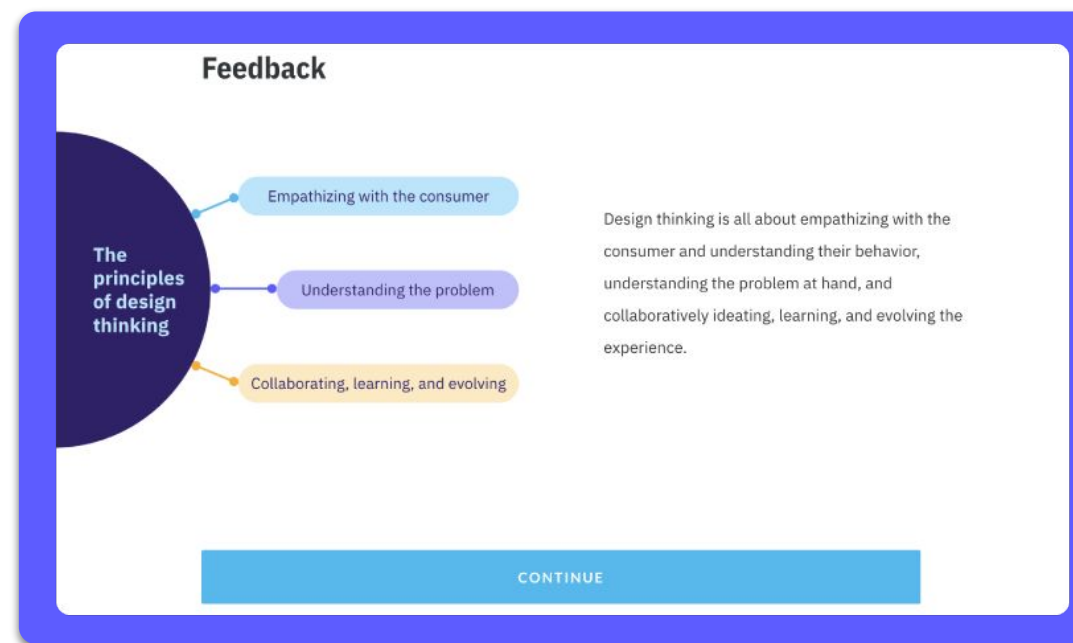 Feedback
Empathizing with the consumer
The
principles
of design
thinking
Understanding the problem
Collaborating, learning, and evolving
Design thinking is all about empathizing with the
consumer and understanding their behavior,
understanding the problem at hand, and
collaboratively ideating, learning, and evolving the
experience.
CONTINUE